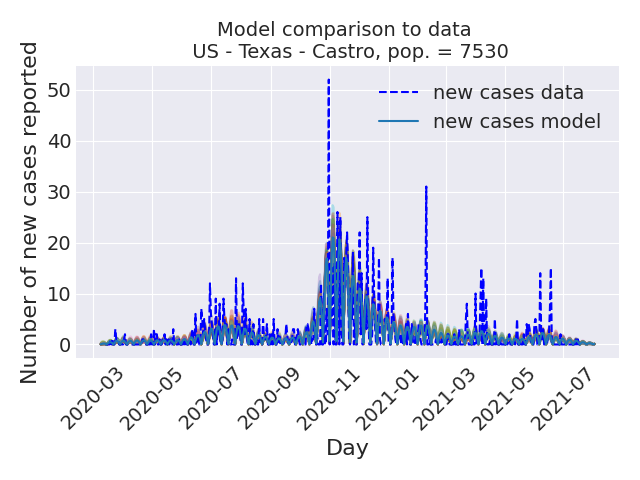 Model comparison to data
US - Texas - Castro, pop. = 7530
Number of new cases reported
50
40
30
20
10
0
new cases data
new cases model
2020-03
2020-05
2020-07
2020-09
2020-11
2021-01
2021-03
2021-05
2021-07
Day